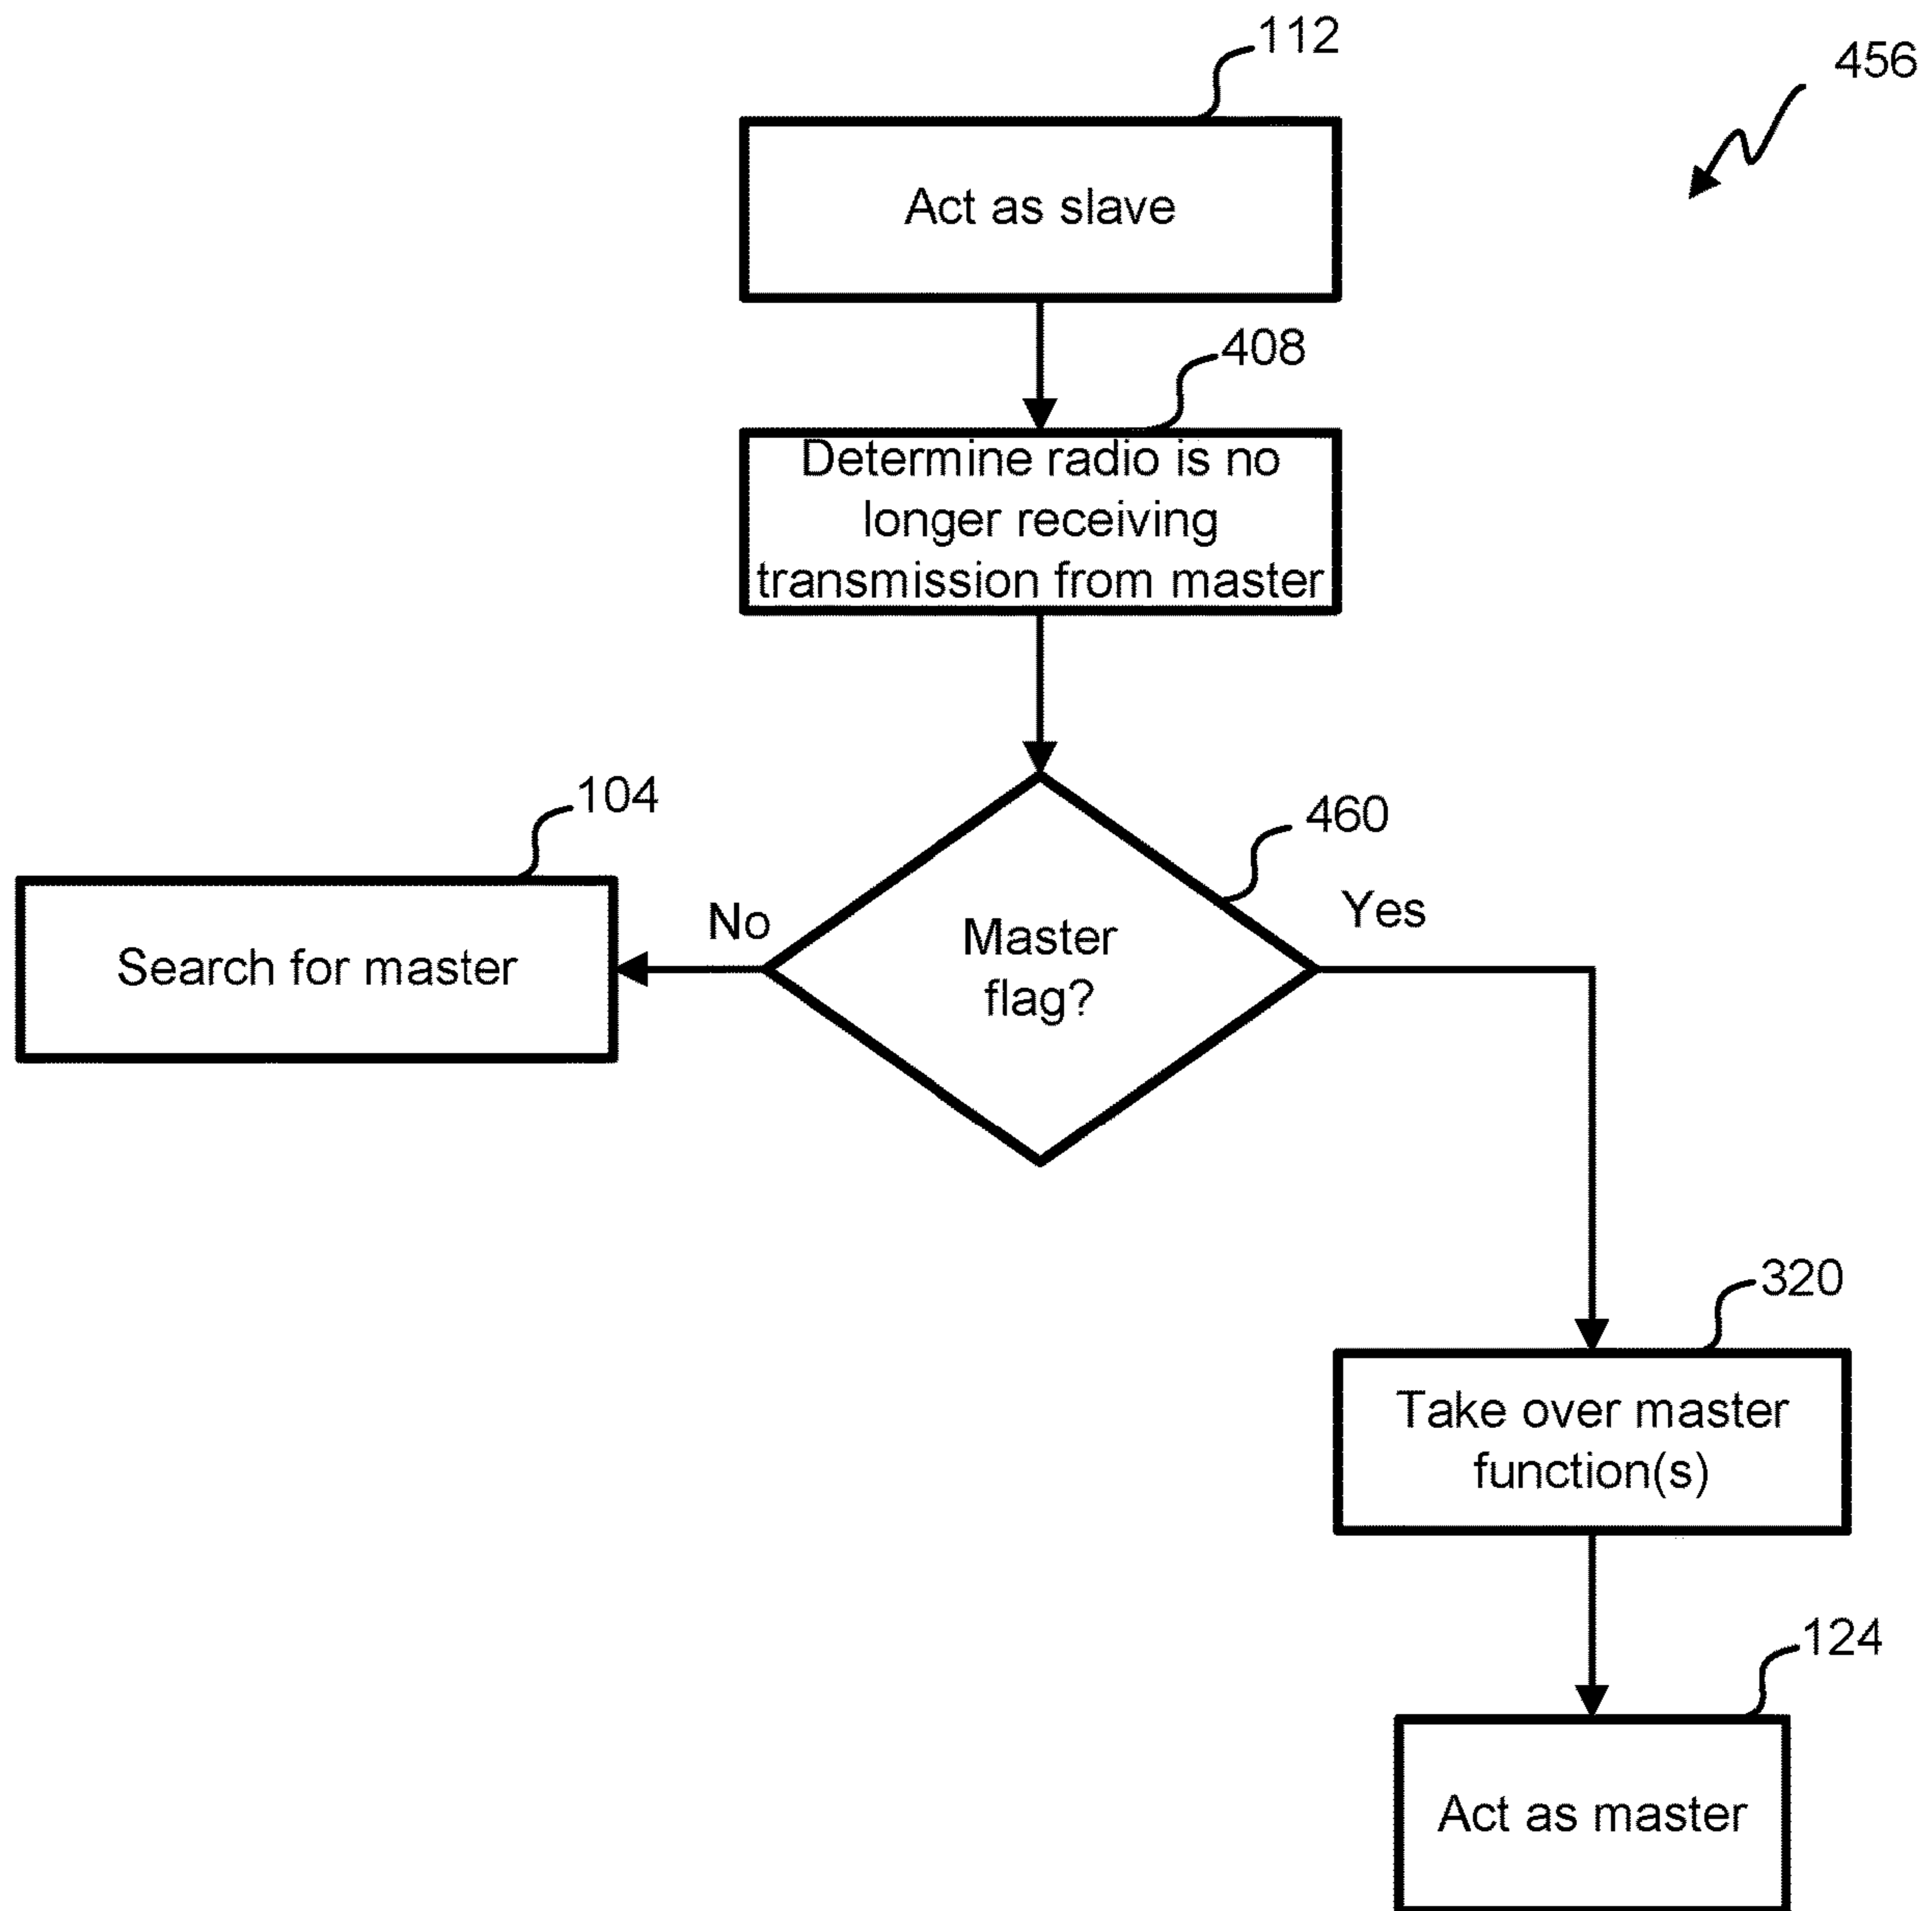 112
456
Act as slave
408
Determine radio is no
longer receiving
transmission from master
104
460
No
Yes
Master
flag?
Search for master
320
Take over master
function(s)
124
Act as master